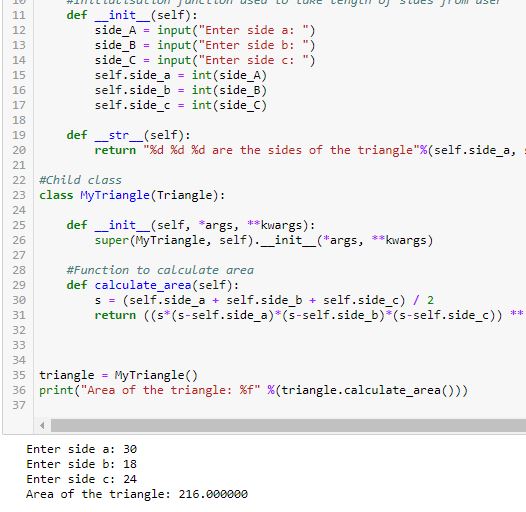 10 #Initialisation function used to take length of sides from user
11 def __init__(self):
12 side_A = input("Enter side a: ")
13 side_B = input("Enter side b: ")
14 side_C = input("Enter side c: ")
15 self.side_a = int(side_A)
16 self.side_b = int(side_B)
17 self.side_c = int(side_C)
18
19 def __str__(self):
20 return "%d %d %d are the sides of the triangle"%(self.side_a,
21
22 #Child class
23 class MyTriangle(Triangle):
24
25 def __init__(self, *args, **kwargs):
26 super(MyTriangle, self).__init__(*args, **kwargs)
27
28 #Function to calculate area
29 def calculate_area(self):
30 s = (self.side_a + self.side_b + self.side_c) / 2
31 return ((s*(s-self.side_a)*(s-self.side_b)*(s-self.side_c)) **
32
33
34
35 triangle = MyTriangle()
36 print("Area of the triangle: %f" %(triangle.calculate_area()))
37
Enter side a: 30
Enter side b: 18
Enter side c: 24
Area of the triangle: 216.000000